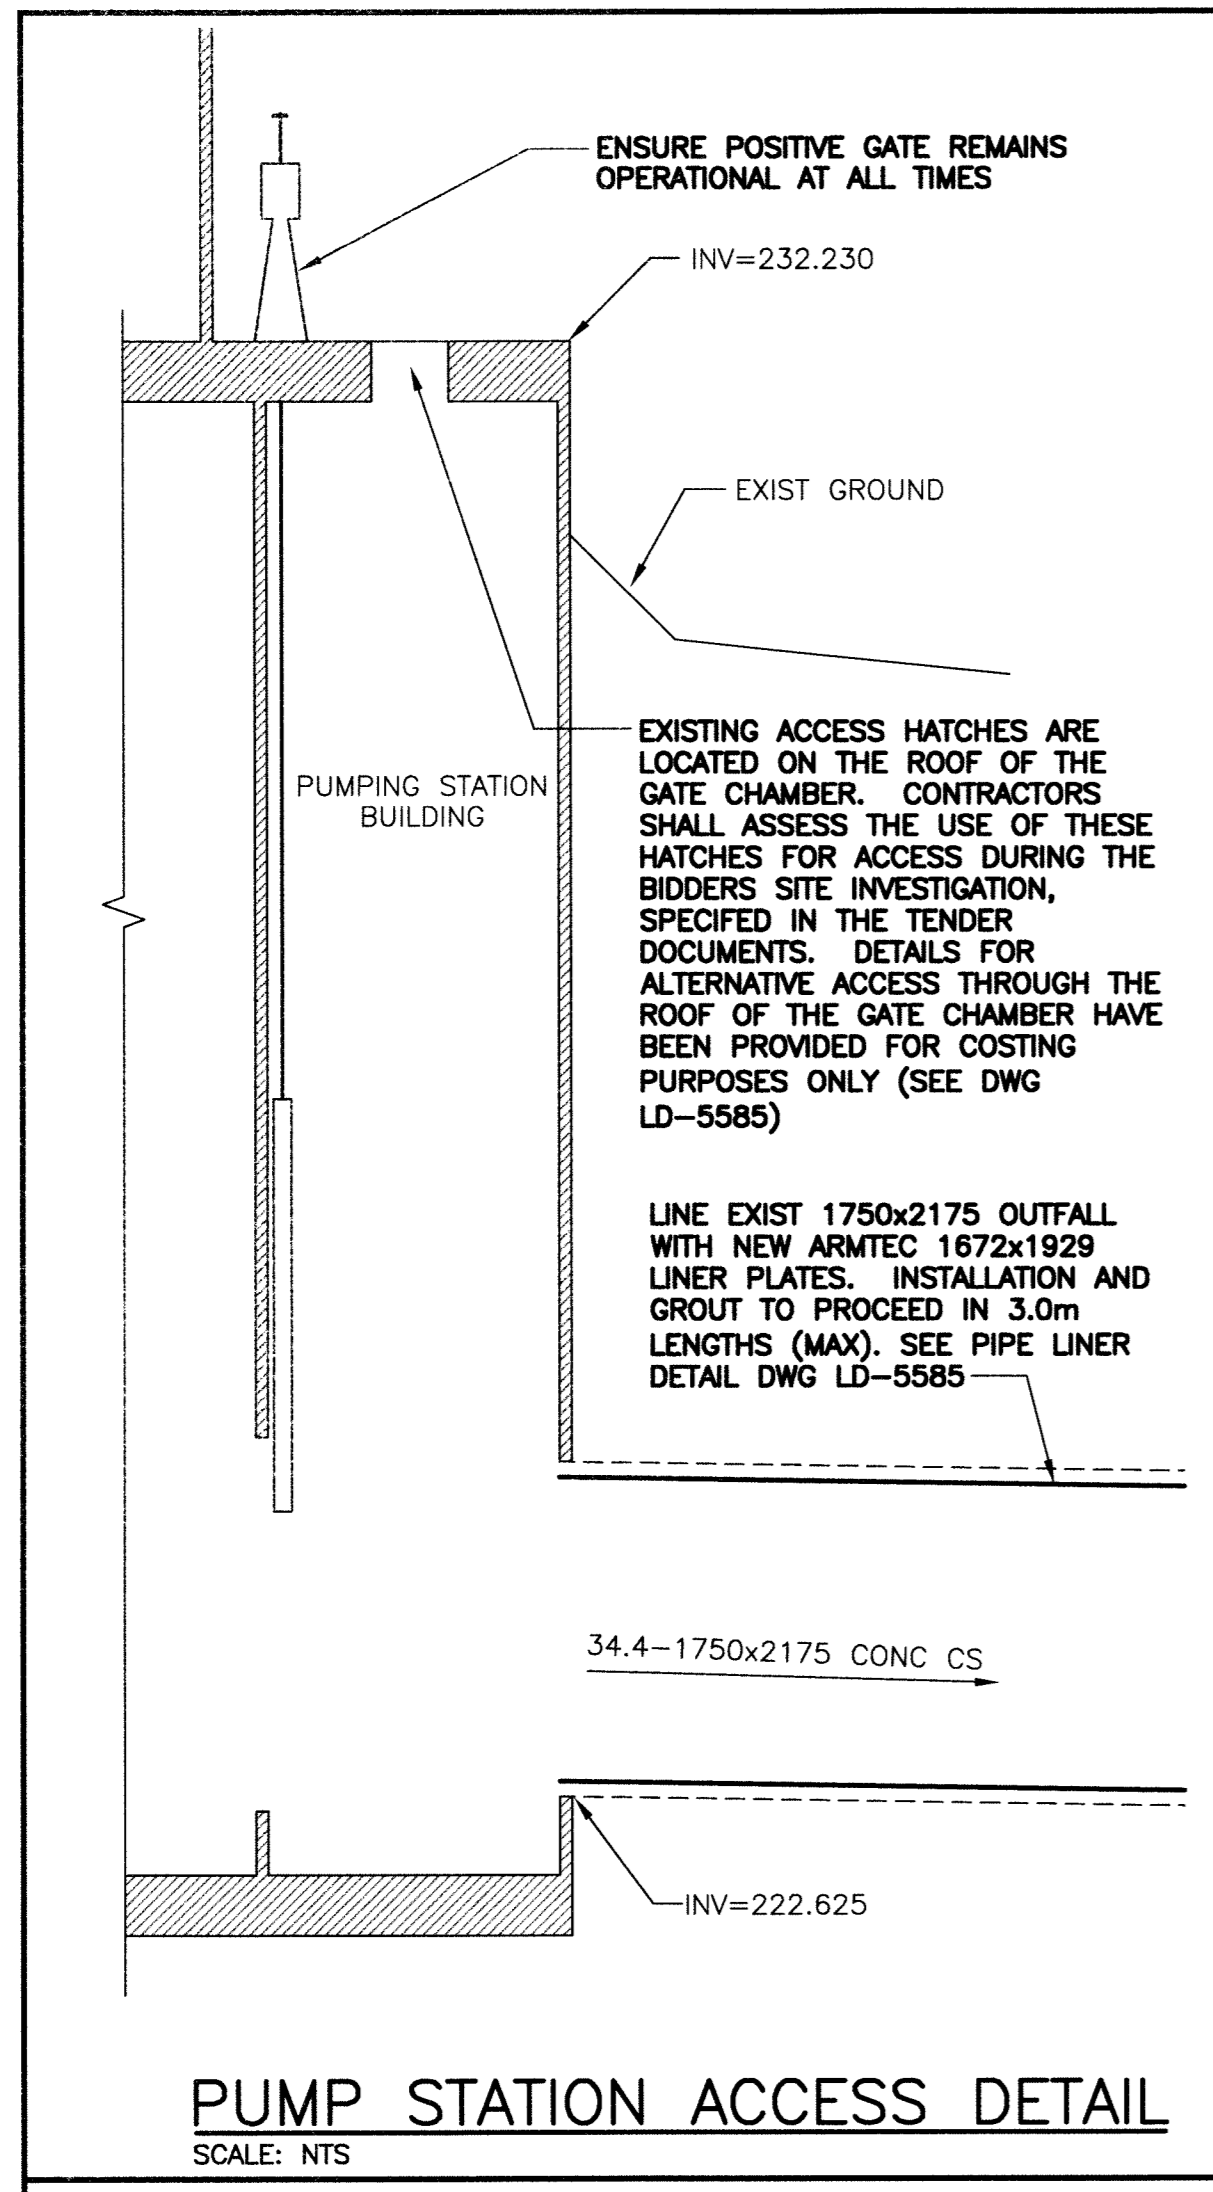 ENSURE POSITIVE GATE REMAINS
OPERATIONAL AT ALL TIMES
INV=232.230
EXIST GROUND
EXISTING ACCESS HATCHES ARE
LOCATED ON THE ROOF OF THE
GATE CHAMBER. CONTRACTORS
SHALL ASSESS THE USE OF THESE
HATCHES FOR ACCESS DURING THE
BIDDERS SITE INVESTIGATION,
SPECIFED IN THE TENDER
DOCUMENTS. DETAILS FOR
ALTERNATIVE ACCESS THROUGH THE
ROOF OF THE GATE CHAMBER HAVE
BEEN PROVIDED FOR COSTING
PURPOSES ONLY (SEE DWG
LD-5585)
PUMPING STATION
BUILDING
LINE EXIST 1750x2175 OUTFALL
WITH NEW ARMTEC 1672x1929
LINER PLATES. INSTALLATION AND
GROUT TO PROCEED IN 3.0m
LENGTHS (MAX). SEE PIPE LINER
DETAIL DWG LD-5585
34.4-1750x2175 CONC CS
INV=222.625
PUMP STATION ACCESS DETAIL
SCALE: NTS